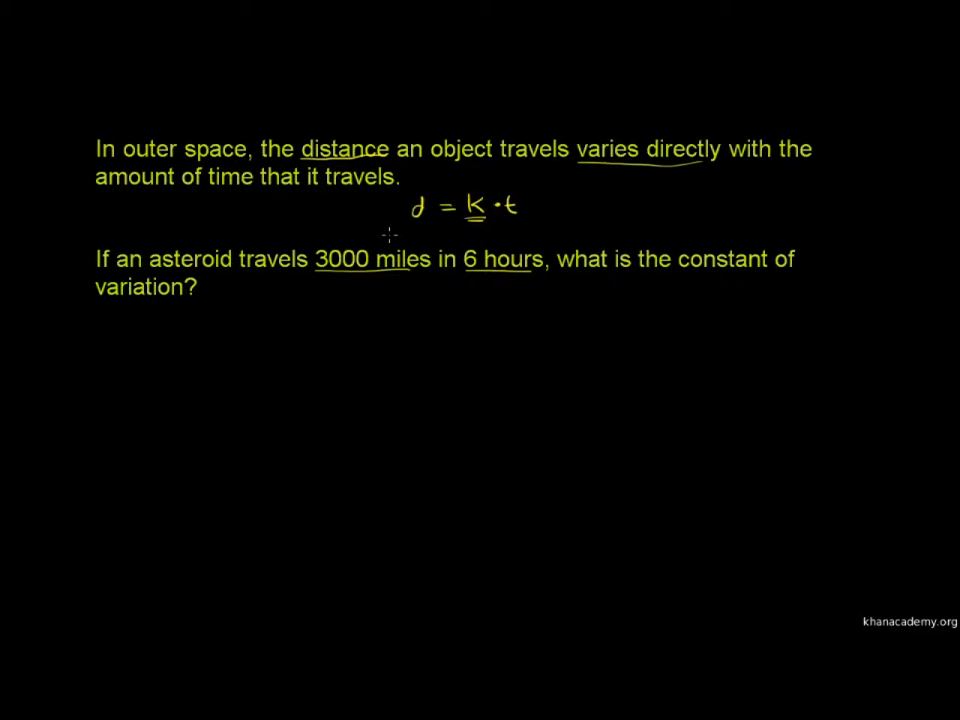 In outer space, the distance an object travels varies directly with the
amount of time that it travels.
d = k · t
If an asteroid travels 3000 miles in 6 hours, what is the constant of
variation?
khanacademy.org